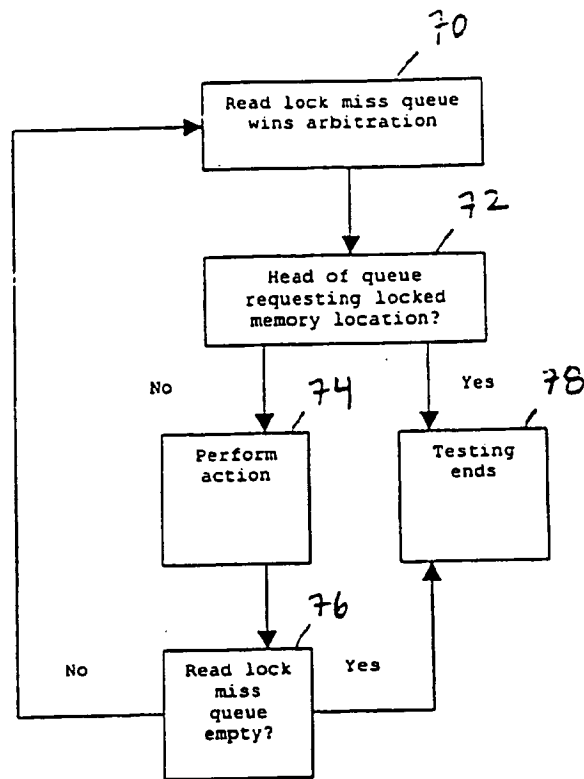 70
Read lock miss queue
wins arbitration
72
Head of queue
requesting locked
memory location?
No
Yes
74
78
Perform
action
Testing
ends
76
No
Read lock
miss
queue
empty?
Yes